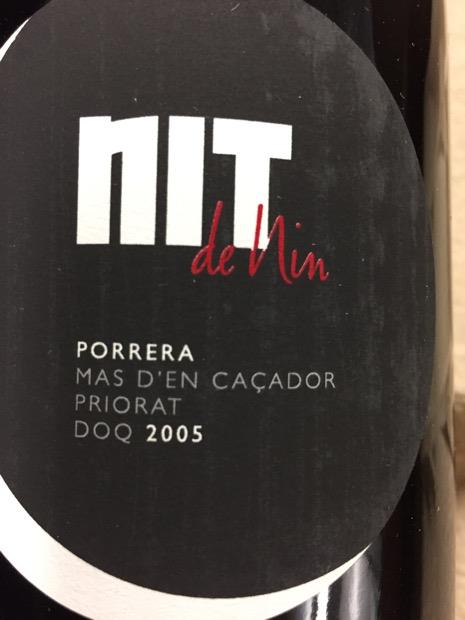 nIT
de Nin
PORRERA
MAS D'EN CAÇADOR
PRIORAT
DOQ 2005